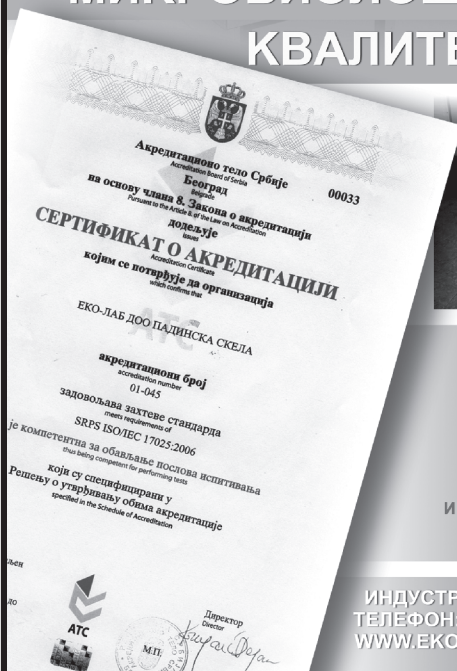 КВАЛИТЕ
Акредитационо тело Србије
Accreditation Board of Serbia
Београд
Belgrade
00033
на основу члана 8. Закона о акредитацији
Pursuant to the Article 8. of the Law on Accreditation
додељује
issues
СЕРТИФИКАТ О АКРЕДИТАЦИЈИ
Accreditation Certificate
којим се потврђује да организација
which confirms that
ЕКО-ЛАБ ДОО ПАДИНСКА СКЕЛА
акредитациони број
accreditation number
01-045
задовољава захтеве стандарда
meets requirements of
SRPS ISO/IEC 17025:2006
је компетентна за обављање послова испитивања
thus being competent for performing tests
који су специфицирани у
Решењу о утврђивању обима акредитације
specified in the Schedule of Accreditation
до
АТС
М.П.
Директор
Director
И
ИНДУСТР
ТЕЛЕФОН:
WWW.EKO